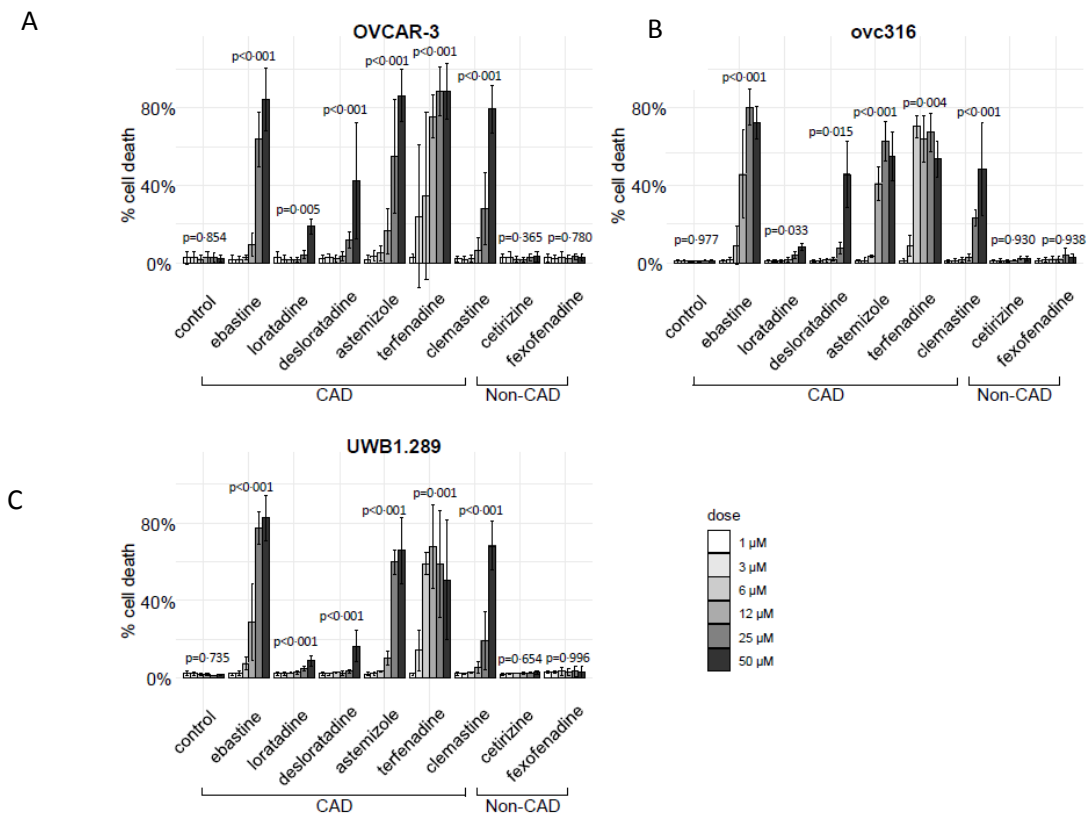 A
OVCAR-3
% cell death
80%
40%
0%
p=0·854
p<0·001
p=0·005
p<0·001
p<0·001
p<0·001
p<0·001
p=0·365
p=0·780
control
ebastine
loratadine
desloratadine
astemizole
terfenadine
clemastine
cetirizine
fexofenadine
CAD
Non-CAD
B
ovc316
% cell death
80%
40%
0%
p=0·977
p<0·001
p=0·033
p=0·015
p<0·001
p=0·004
p<0·001
p=0·930
p=0·938
control
ebastine
loratadine
desloratadine
astemizole
terfenadine
clemastine
cetirizine
fexofenadine
CAD
Non-CAD
C
UWB1.289
% cell death
80%
40%
0%
p=0·735
p<0·001
p<0·001
p<0·001
p<0·001
p=0·001
p<0·001
p=0·654
p=0·996
control
ebastine
loratadine
desloratadine
astemizole
terfenadine
clemastine
cetirizine
fexofenadine
CAD
Non-CAD
dose
1 µM
3 µM
6 µM
12 µM
25 µM
50 µM